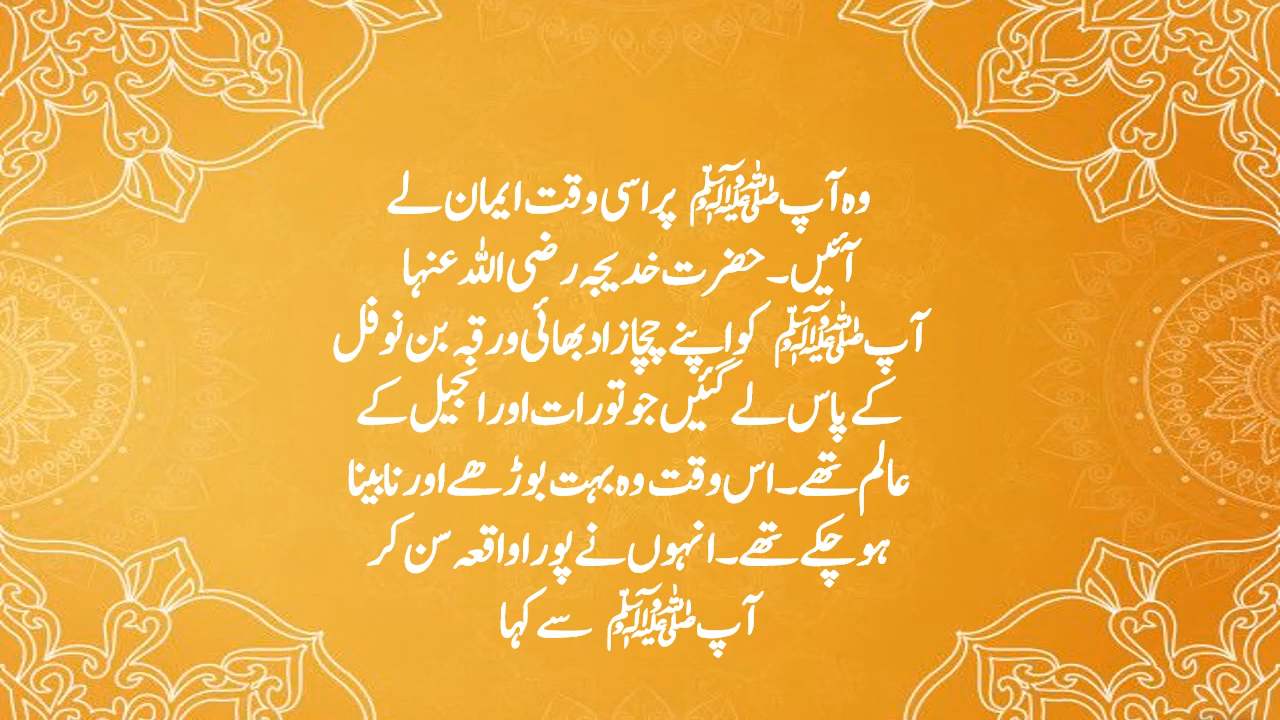 وہ آپ ﷺ پر اسی وقت ایمان لے
آئیں۔ حضرت خدیجہ رضی اللہ عنہا
آپ ﷺ کو اپنے چچا زاد بھائی ورقہ بن نوفل
کے پاس لے گئیں جو تورات اور انجیل کے
عالم تھے۔ اس وقت وہ بہت بوڑھے اور نابینا
ہو چکے تھے۔ انہوں نے پورا واقعہ سن کر
آپ ﷺ سے کہا